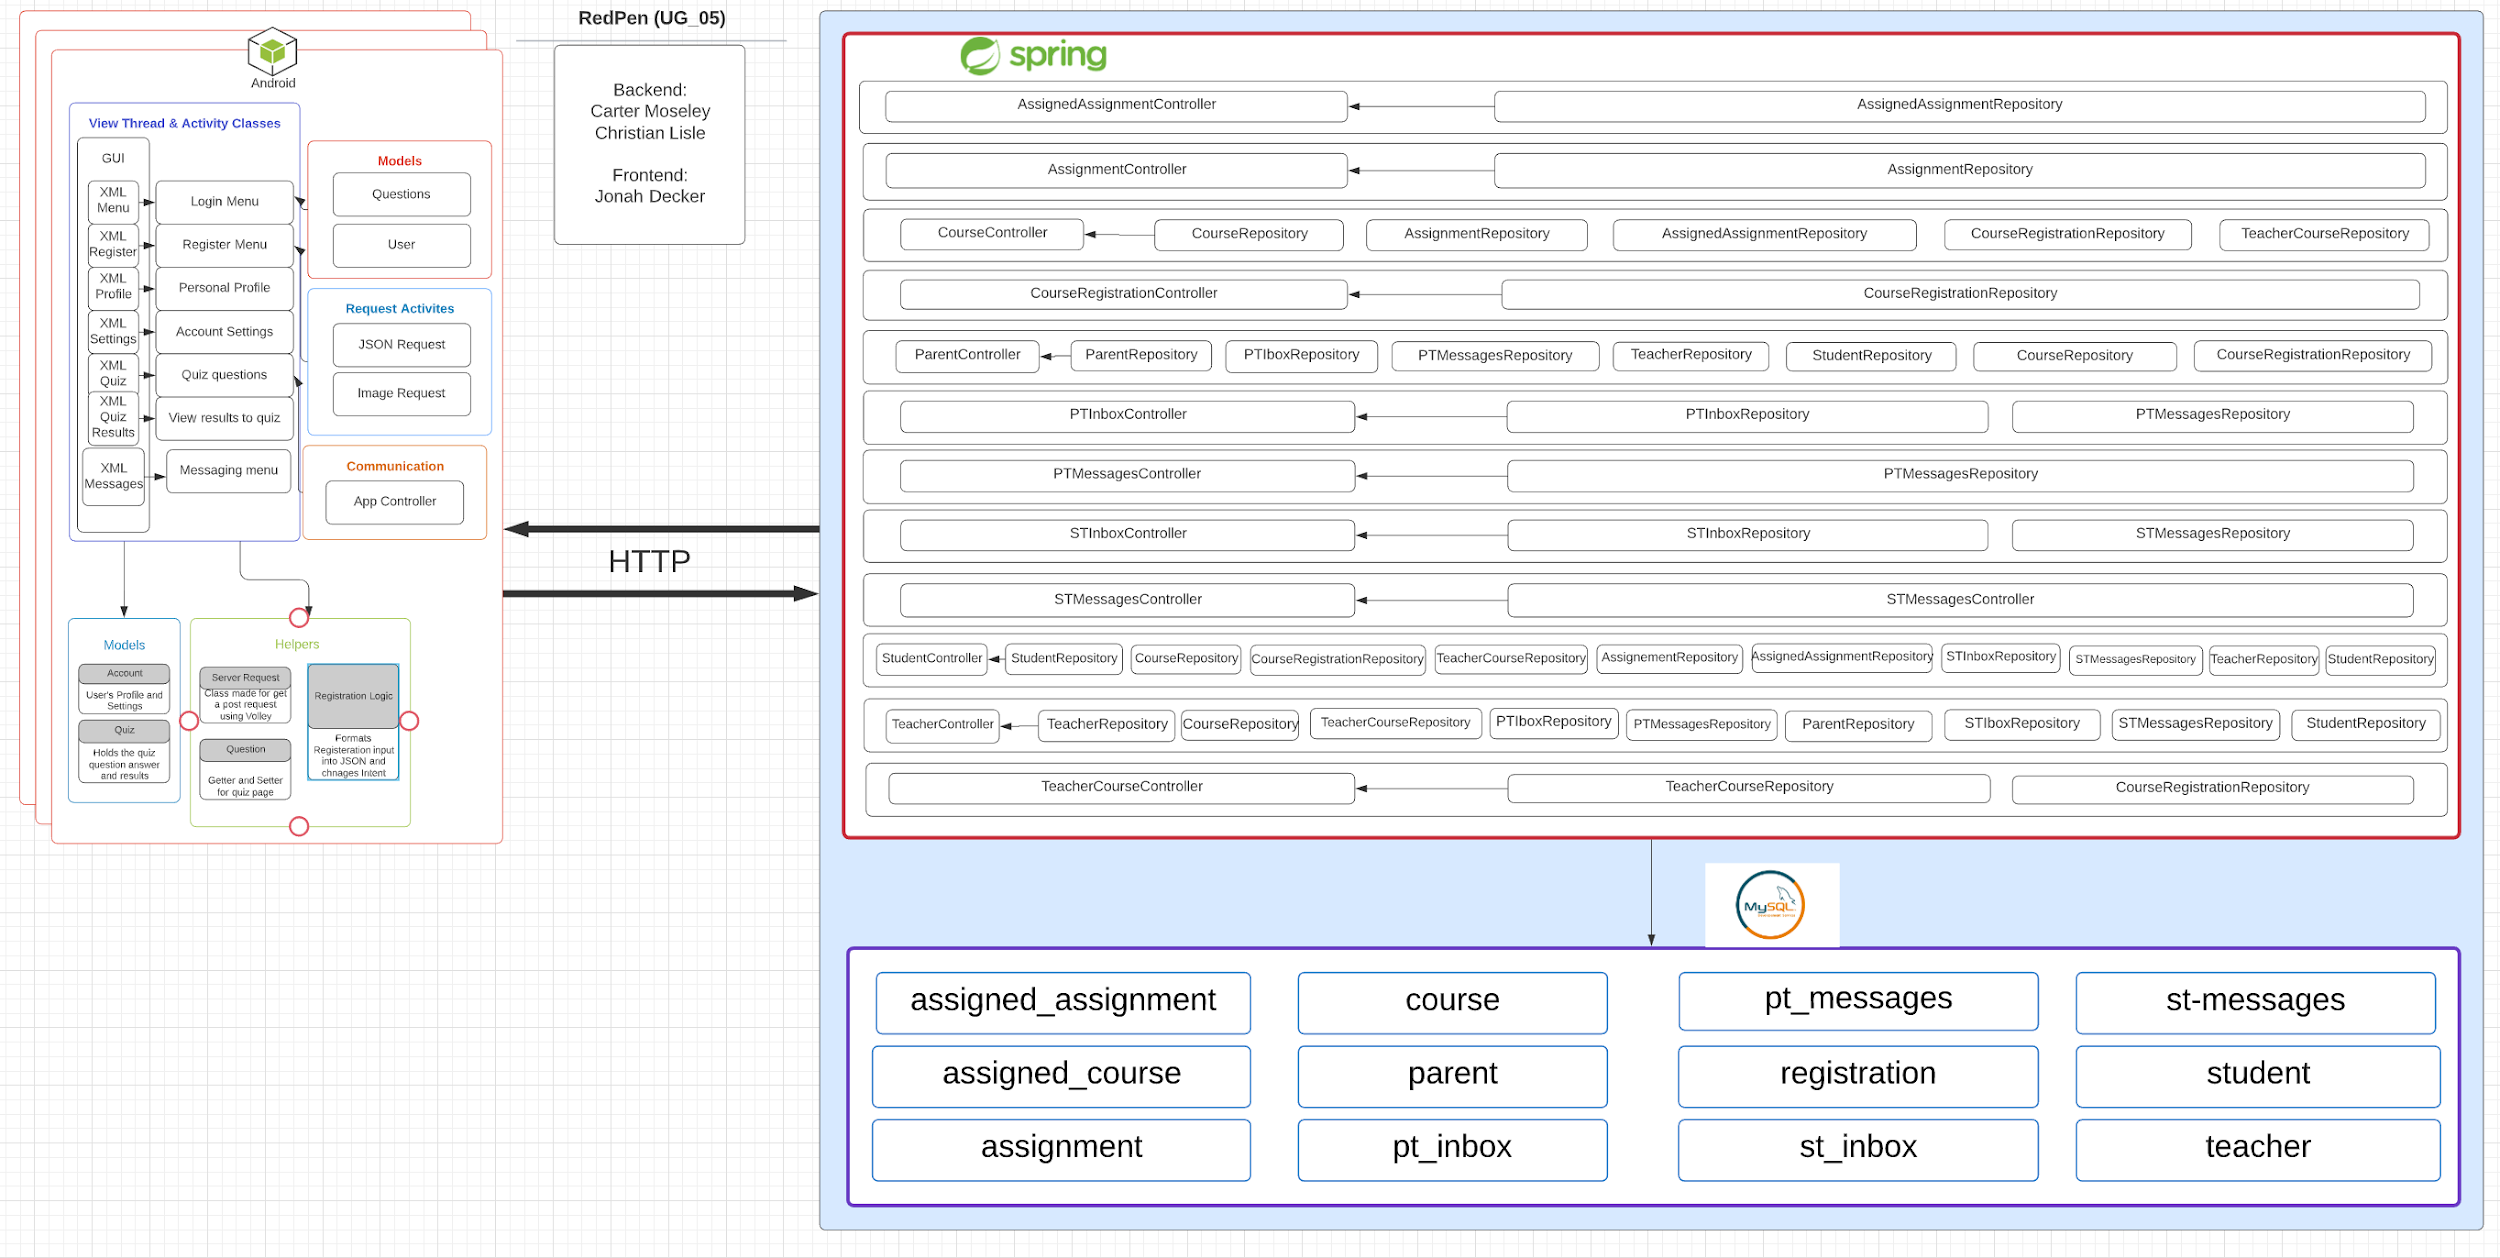 RedPen (UG_05)
Backend:
Carter Moseley
Christian Lisle
Frontend:
Jonah Decker
Android
View Thread & Activity Classes
GUI
XML
Menu
Login Menu
XML
Register
Register Menu
XML
Profile
Personal Profile
XML
Settings
Account Settings
XML
Quiz
Quiz questions
XML
Quiz
Results
View results to quiz
XML
Messages
Messaging menu
Models
Questions
User
Request Activites
JSON Request
Image Request
Communication
App Controller
Models
Account
User's Profile and
Settings
Quiz
Holds the quiz
question answer
and results
Helpers
Server Request
Class made for get
a post request
using Volley
Question
Getter and Setter
for quiz page
Registration Logic
Formats
Registeration input
into JSON and
chnages Intent
HTTP
spring
AssignedAssignmentController
AssignedAssignmentRepository
AssignmentController
AssignmentRepository
CourseController
CourseRepository
AssignmentRepository
AssignedAssignmentRepository
CourseRegistrationRepository
TeacherCourseRepository
CourseRegistrationController
CourseRegistrationRepository
ParentController
ParentRepository
PTIboxRepository
PTMessagesRepository
TeacherRepository
StudentRepository
CourseRepository
CourseRegistrationRepository
PTInboxController
PTInboxRepository
PTMessagesRepository
PTMessagesController
PTMessagesRepository
STInboxController
STInboxRepository
STMessagesRepository
STMessagesController
STMessagesController
StudentController
StudentRepository
CourseRepository
CourseRegistrationRepository
TeacherCourseRepository
AssignementRepository
AssignedAssignmentRepository
STInboxRepository
STMessagesRepository
TeacherRepository
StudentRepository
TeacherController
TeacherRepository
CourseRepository
TeacherCourseRepository
PTIboxRepository
PTMessagesRepository
ParentRepository
STIboxRepository
STMessagesRepository
StudentRepository
TeacherCourseController
TeacherCourseRepository
CourseRegistrationRepository
MySQL
assigned_assignment
course
pt_messages
st-messages
assigned_course
parent
registration
student
assignment
pt_inbox
st_inbox
teacher